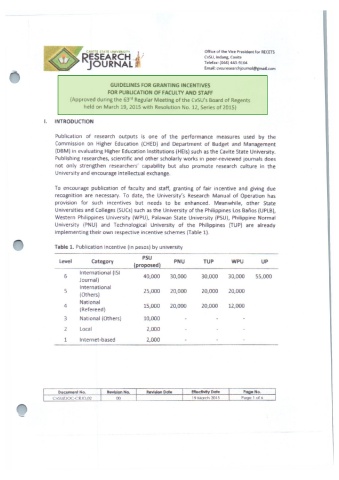 CAVITE STATE UNIVERSITY
RESEARCH
JOURNAL
Office of the Vice President for RECETS
CvSU, Indang, Cavite
Telefax: (046)
Email: cvsuresearchjournal@gmail.com
GUIDELINES FOR GRANTING INCENTIVES
FOR PUBLICATION OF FACULTY AND STAFF
(Approved during the 63rd Regular Meeting of the CvSU's Board of Regents
held on March 19, 2015 with Resolution No. 12, Series of 2015)
I. INTRODUCTION
Publication of research outputs is one of the performance measures used by the
Commission on Higher Education (CHED) and Department of Budget and Management
(DBM) in evaluating Higher Education Institutions (HEIs) such as the Cavite State University.
Publishing researches, scientific and other scholarly works in peer-reviewed journals does
not only strengthen researchers' capability but also promote research culture in the
University and encourage intellectual exchange.
To encourage publication of faculty and staff, granting of fair incentive and giving due
recognition are necessary. To date, the University's Research Manual of Operation has
provision for such incentives but needs to be enhanced. Meanwhile, other State
Universities and Colleges (SUCs) such as the University of the Philippines Los Baños (UPLB),
Western Philippines University (WPU), Palawan State University (PSU), Philippine Normal
University (PNU) and Technological University of the Philippines (TUP) are already
implementing their own respective incentive schemes (Table 1).
Table 1. Publication incentive (in pesos) by university
Level Category PSU (proposed) PNU TUP WPU UP
6 International (ISI Journal) 40,000 30,000 30,000 30,000 55,000
5 International (Others) 25,000 20,000 20,000 20,000
4 National (Refereed) 15,000 20,000 20,000 12,000
3 National (Others) 10,000 - - -
2 Local 2,000 - - -
1 Internet-based 2,000 - - -
Document No. Revision No. Revision Date Effectivity Date Page No.
00 19 March 2015 Page 1 of